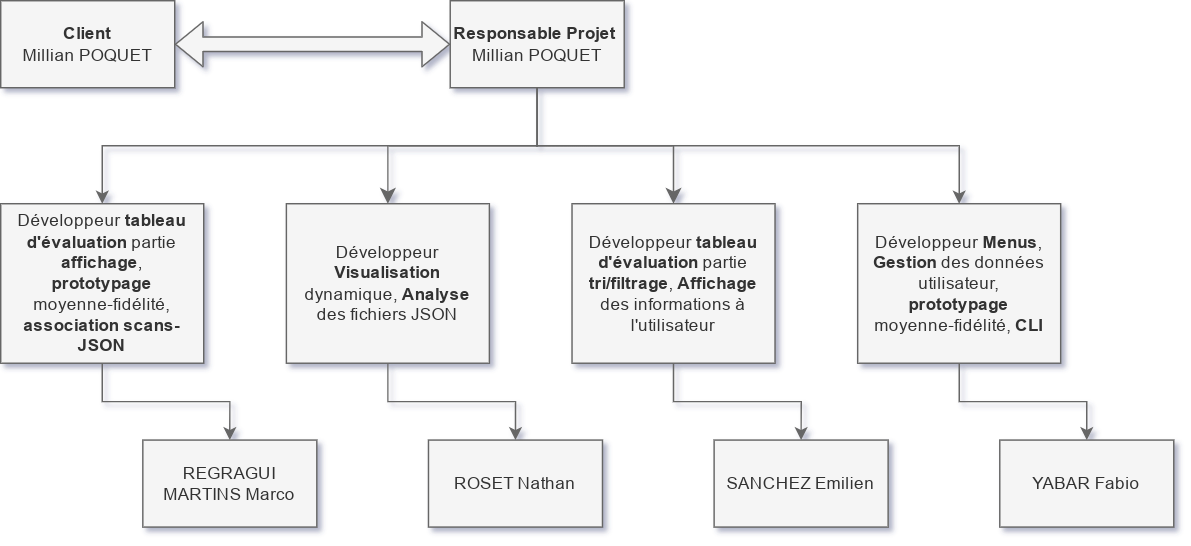 Client
Millian POQUET
Responsable Projet
Millian POQUET
Développeur tableau
d'évaluation partie
affichage,
prototypage
moyenne-fidélité,
association scans-
JSON
Développeur
Visualisation
dynamique, Analyse
des fichiers JSON
Développeur tableau
d'évaluation partie
tri/filtrage, Affichage
des informations à
l'utilisateur
Développeur Menus,
Gestion des données
utilisateur,
prototypage
moyenne-fidélité, CLI
REGRAGUI
MARTINS Marco
ROSET Nathan
SANCHEZ Emilien
YABAR Fabio